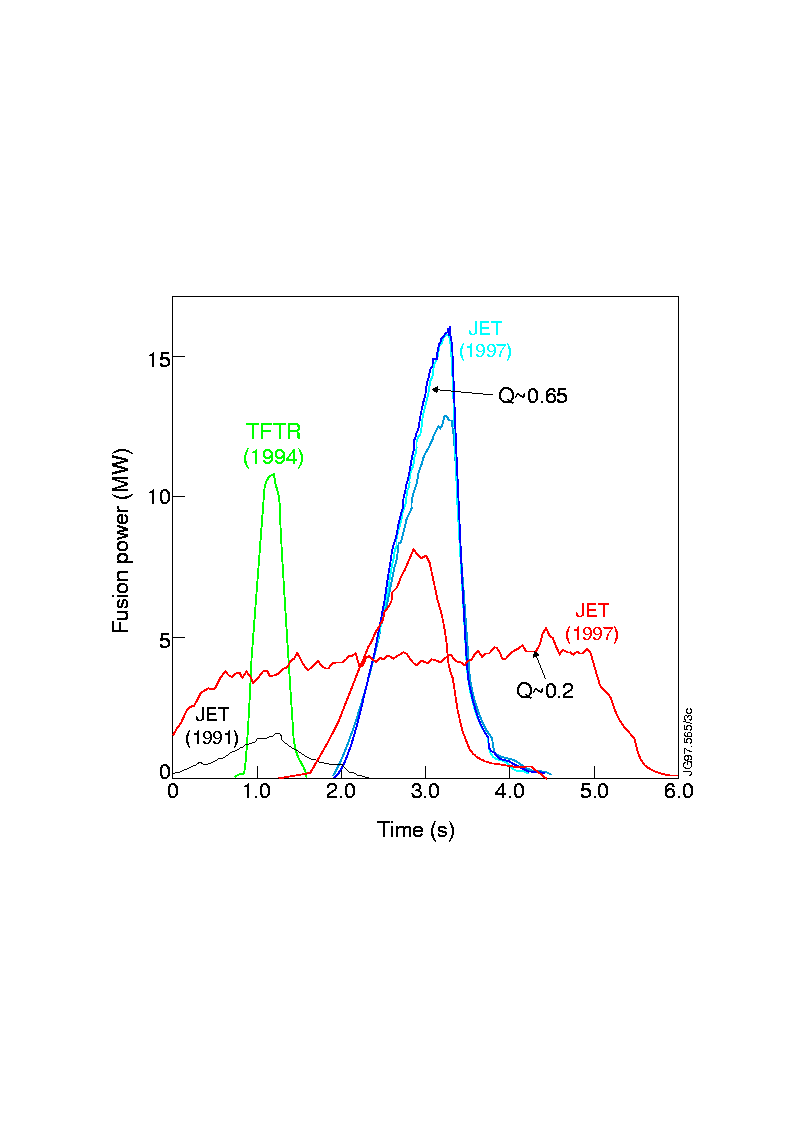 JET
(1997)
15
Q~0.65
TFTR
(1994)
10
Fusion power (MW)
JET
(1997)
5
Q~0.2
JET
(1991)
0
0
1.0
2.0
3.0
4.0
5.0
6.0
JG97.565/3c
Time (s)